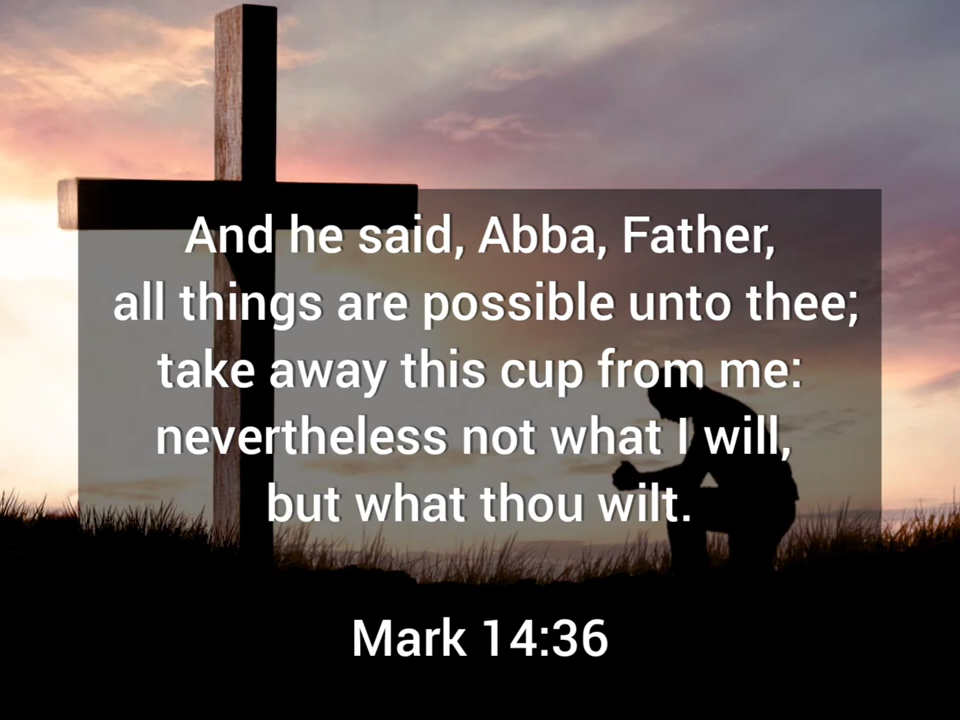 And he said, Abba, Father,
all things are possible unto thee;
take away this cup from me:
nevertheless not what I will,
but what thou wilt.
Mark 14:36